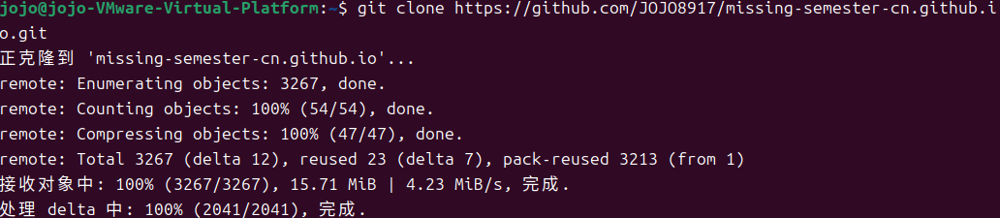 jojo@jojo-VMware-Virtual-Platform:~$ git clone https://github.com/JOJO8917/missing-semester-cn.github.i
o.git
正克隆到 'missing-semester-cn.github.io'...
remote: Enumerating objects: 3267, done.
remote: Counting objects: 100% (54/54), done.
remote: Compressing objects: 100% (47/47), done.
remote: Total 3267 (delta 12), reused 23 (delta 7), pack-reused 3213 (from 1)
接收对象中: 100% (3267/3267), 15.71 MiB | 4.23 MiB/s, 完成.
处理 delta 中: 100% (2041/2041), 完成.